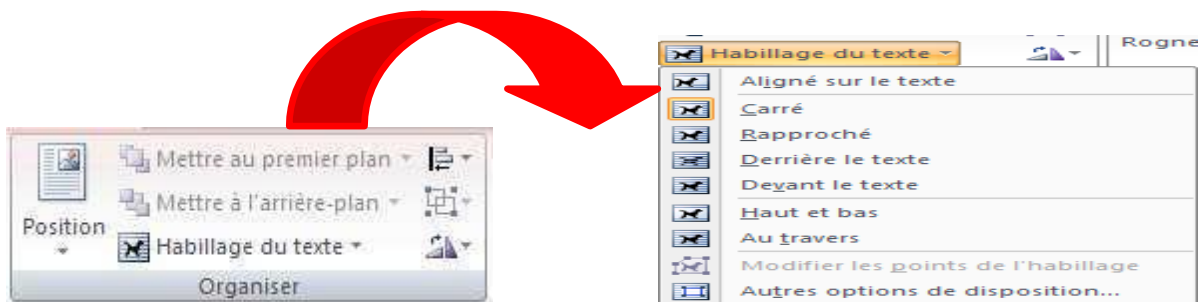 Mettre au premier plan
Mettre à l'arrière-plan
Position
Habillage du texte
Organiser
Habillage du texte
Rogne
Aligné sur le texte
Carré
Rapproché
Derrière le texte
Devant le texte
Haut et bas
Au travers
Modifier les points de l'habillage
Autres options de disposition...